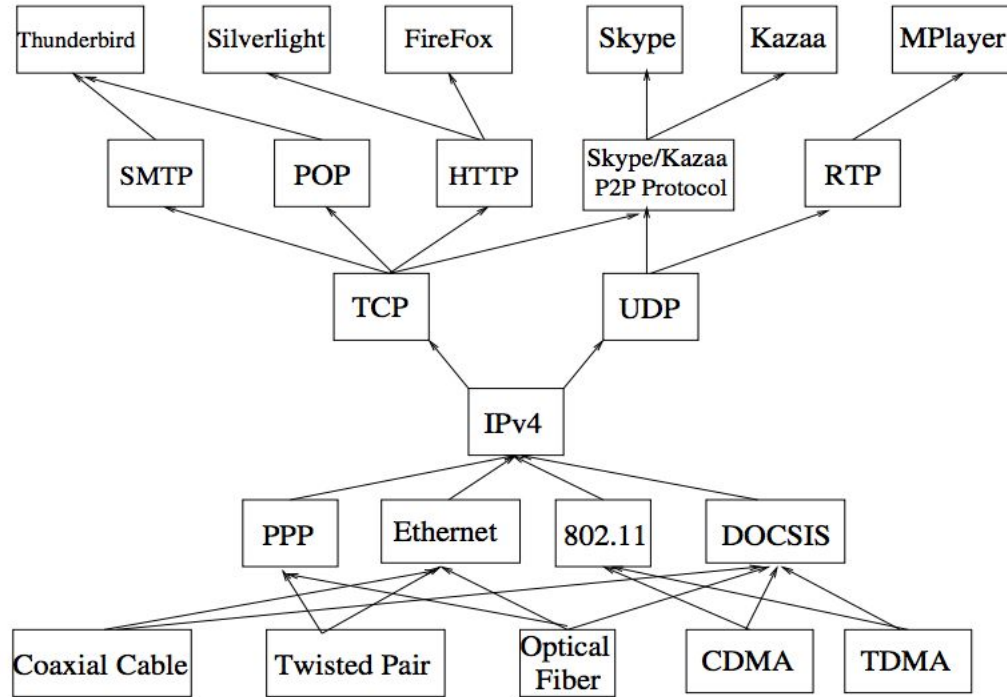 Thunderbird
Silverlight
FireFox
Skype
Kazaa
MPlayer
SMTP
POP
HTTP
Skype/Kazaa
P2P Protocol
RTP
TCP
UDP
IPv4
PPP
Ethernet
802.11
DOCSIS
Coaxial Cable
Twisted Pair
Optical
Fiber
CDMA
TDMA